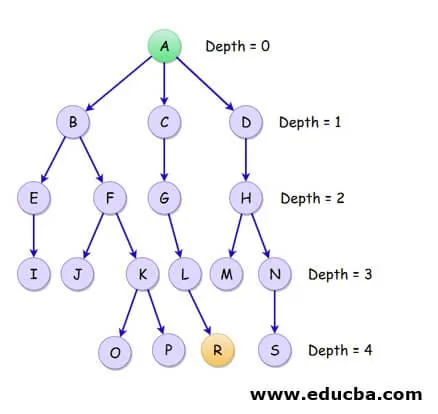 A Depth = 0
B C D Depth = 1
E F G H Depth = 2
I J K L M N Depth = 3
O P R S Depth = 4
www.educba.com